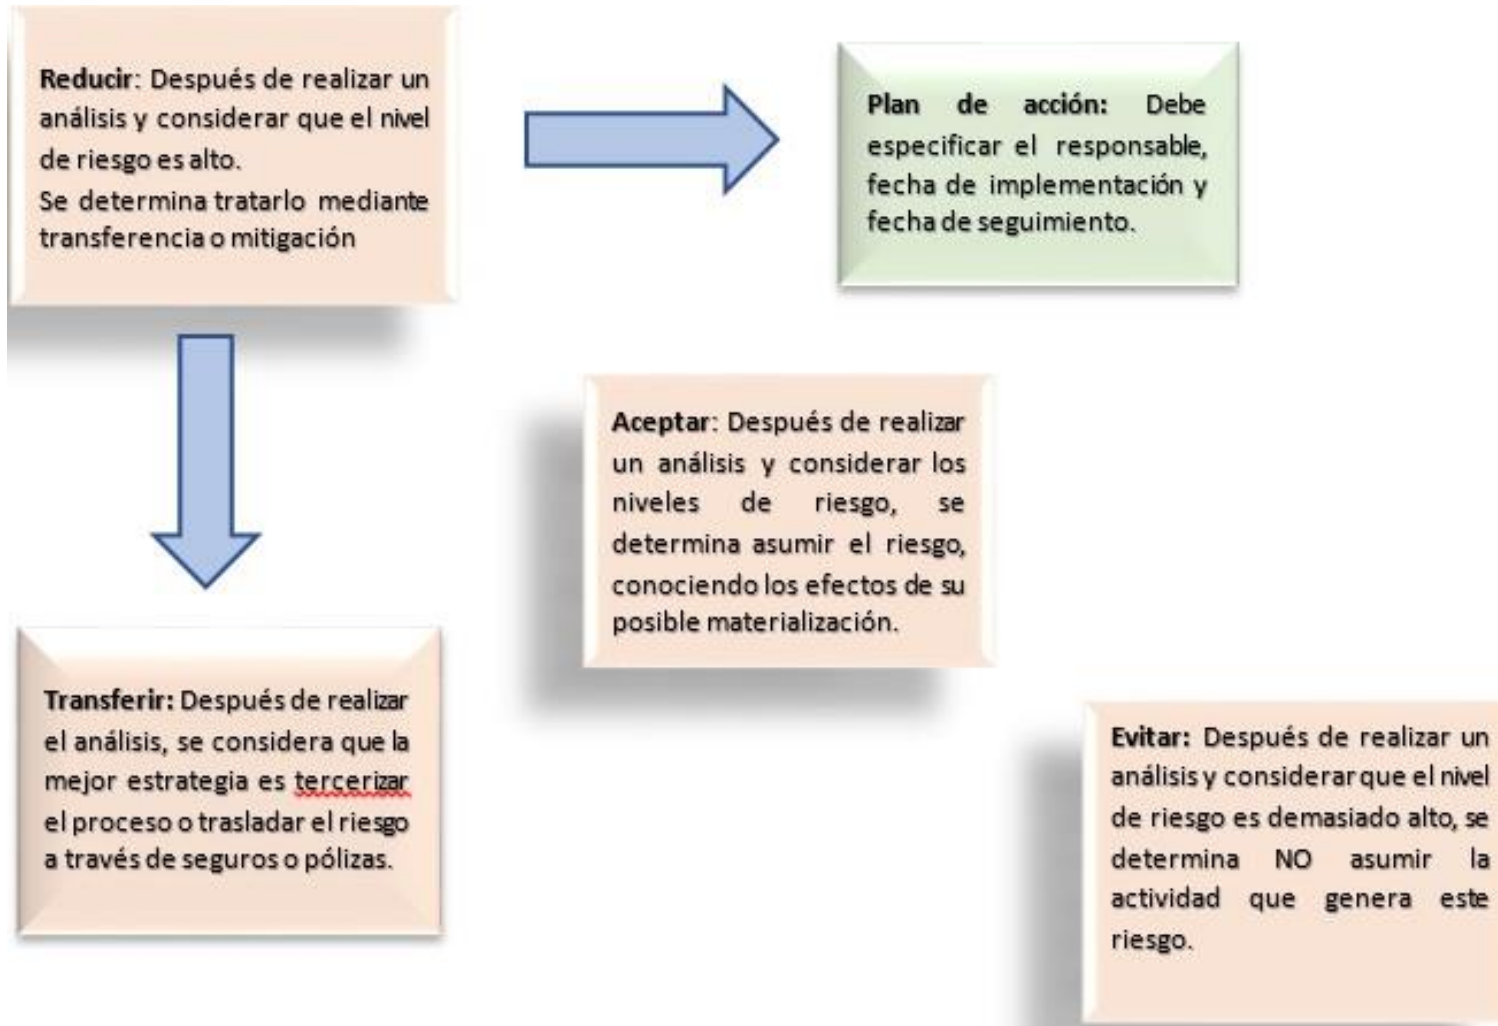 Reducir: Después de realizar un
análisis y considerar que el nivel
de riesgo es alto.
Se determina tratarlo mediante
transferencia o mitigación
Plan de acción: Debe
especificar el responsable,
fecha de implementación y
fecha de seguimiento.
Aceptar: Después de realizar
un análisis y considerar los
niveles de riesgo, se
determina asumir el riesgo,
conociendo los efectos de su
posible materialización.
Transferir: Después de realizar
el análisis, se considera que la
mejor estrategia es tercerizar
el proceso o trasladar el riesgo
a través de seguros o pólizas.
Evitar: Después de realizar un
análisis y considerar que el nivel
de riesgo es demasiado alto, se
determina NO asumir la
actividad que genera este
riesgo.